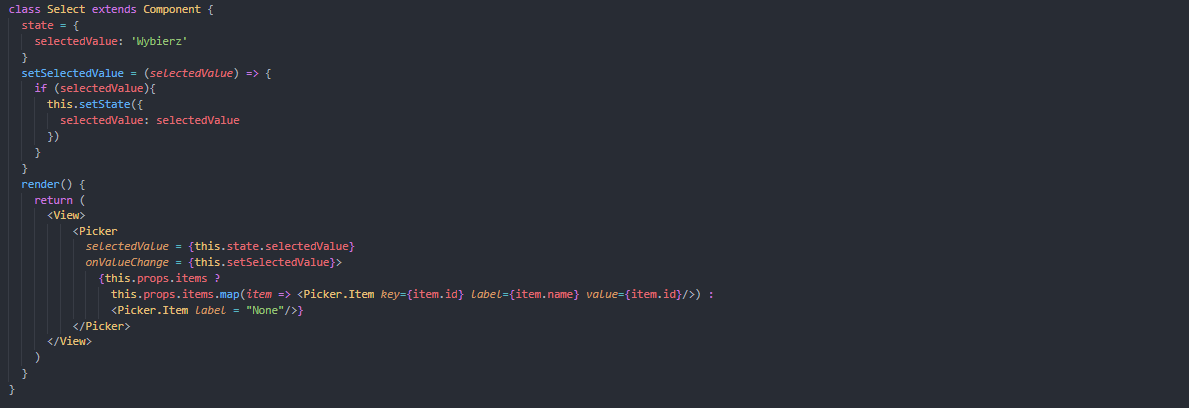 class Select extends Component {
  state = {
    selectedValue: 'Wybierz'
  }
  setSelectedValue = (selectedValue) => {
    if (selectedValue){
      this.setState({
        selectedValue: selectedValue
      })
    }
  }
  render() {
    return (
      <View>
          <Picker
            selectedValue = {this.state.selectedValue}
            onValueChange = {this.setSelectedValue}>
              {this.props.items ?
                this.props.items.map(item => <Picker.Item key={item.id} label={item.name} value={item.id}/>) :
                <Picker.Item label = "None"/>}
          </Picker>
      </View>
    )
  }
}